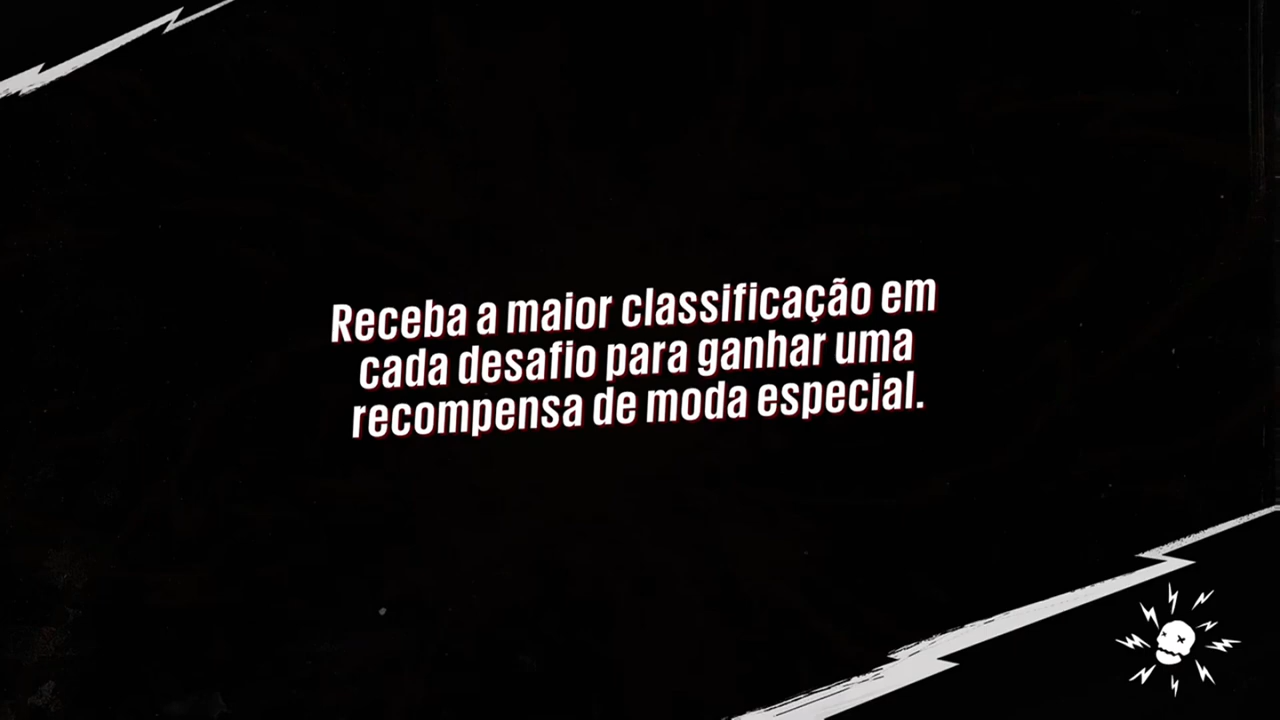 Receba a maior classificação em
cada desafio para ganhar uma
recompensa de moda especial.